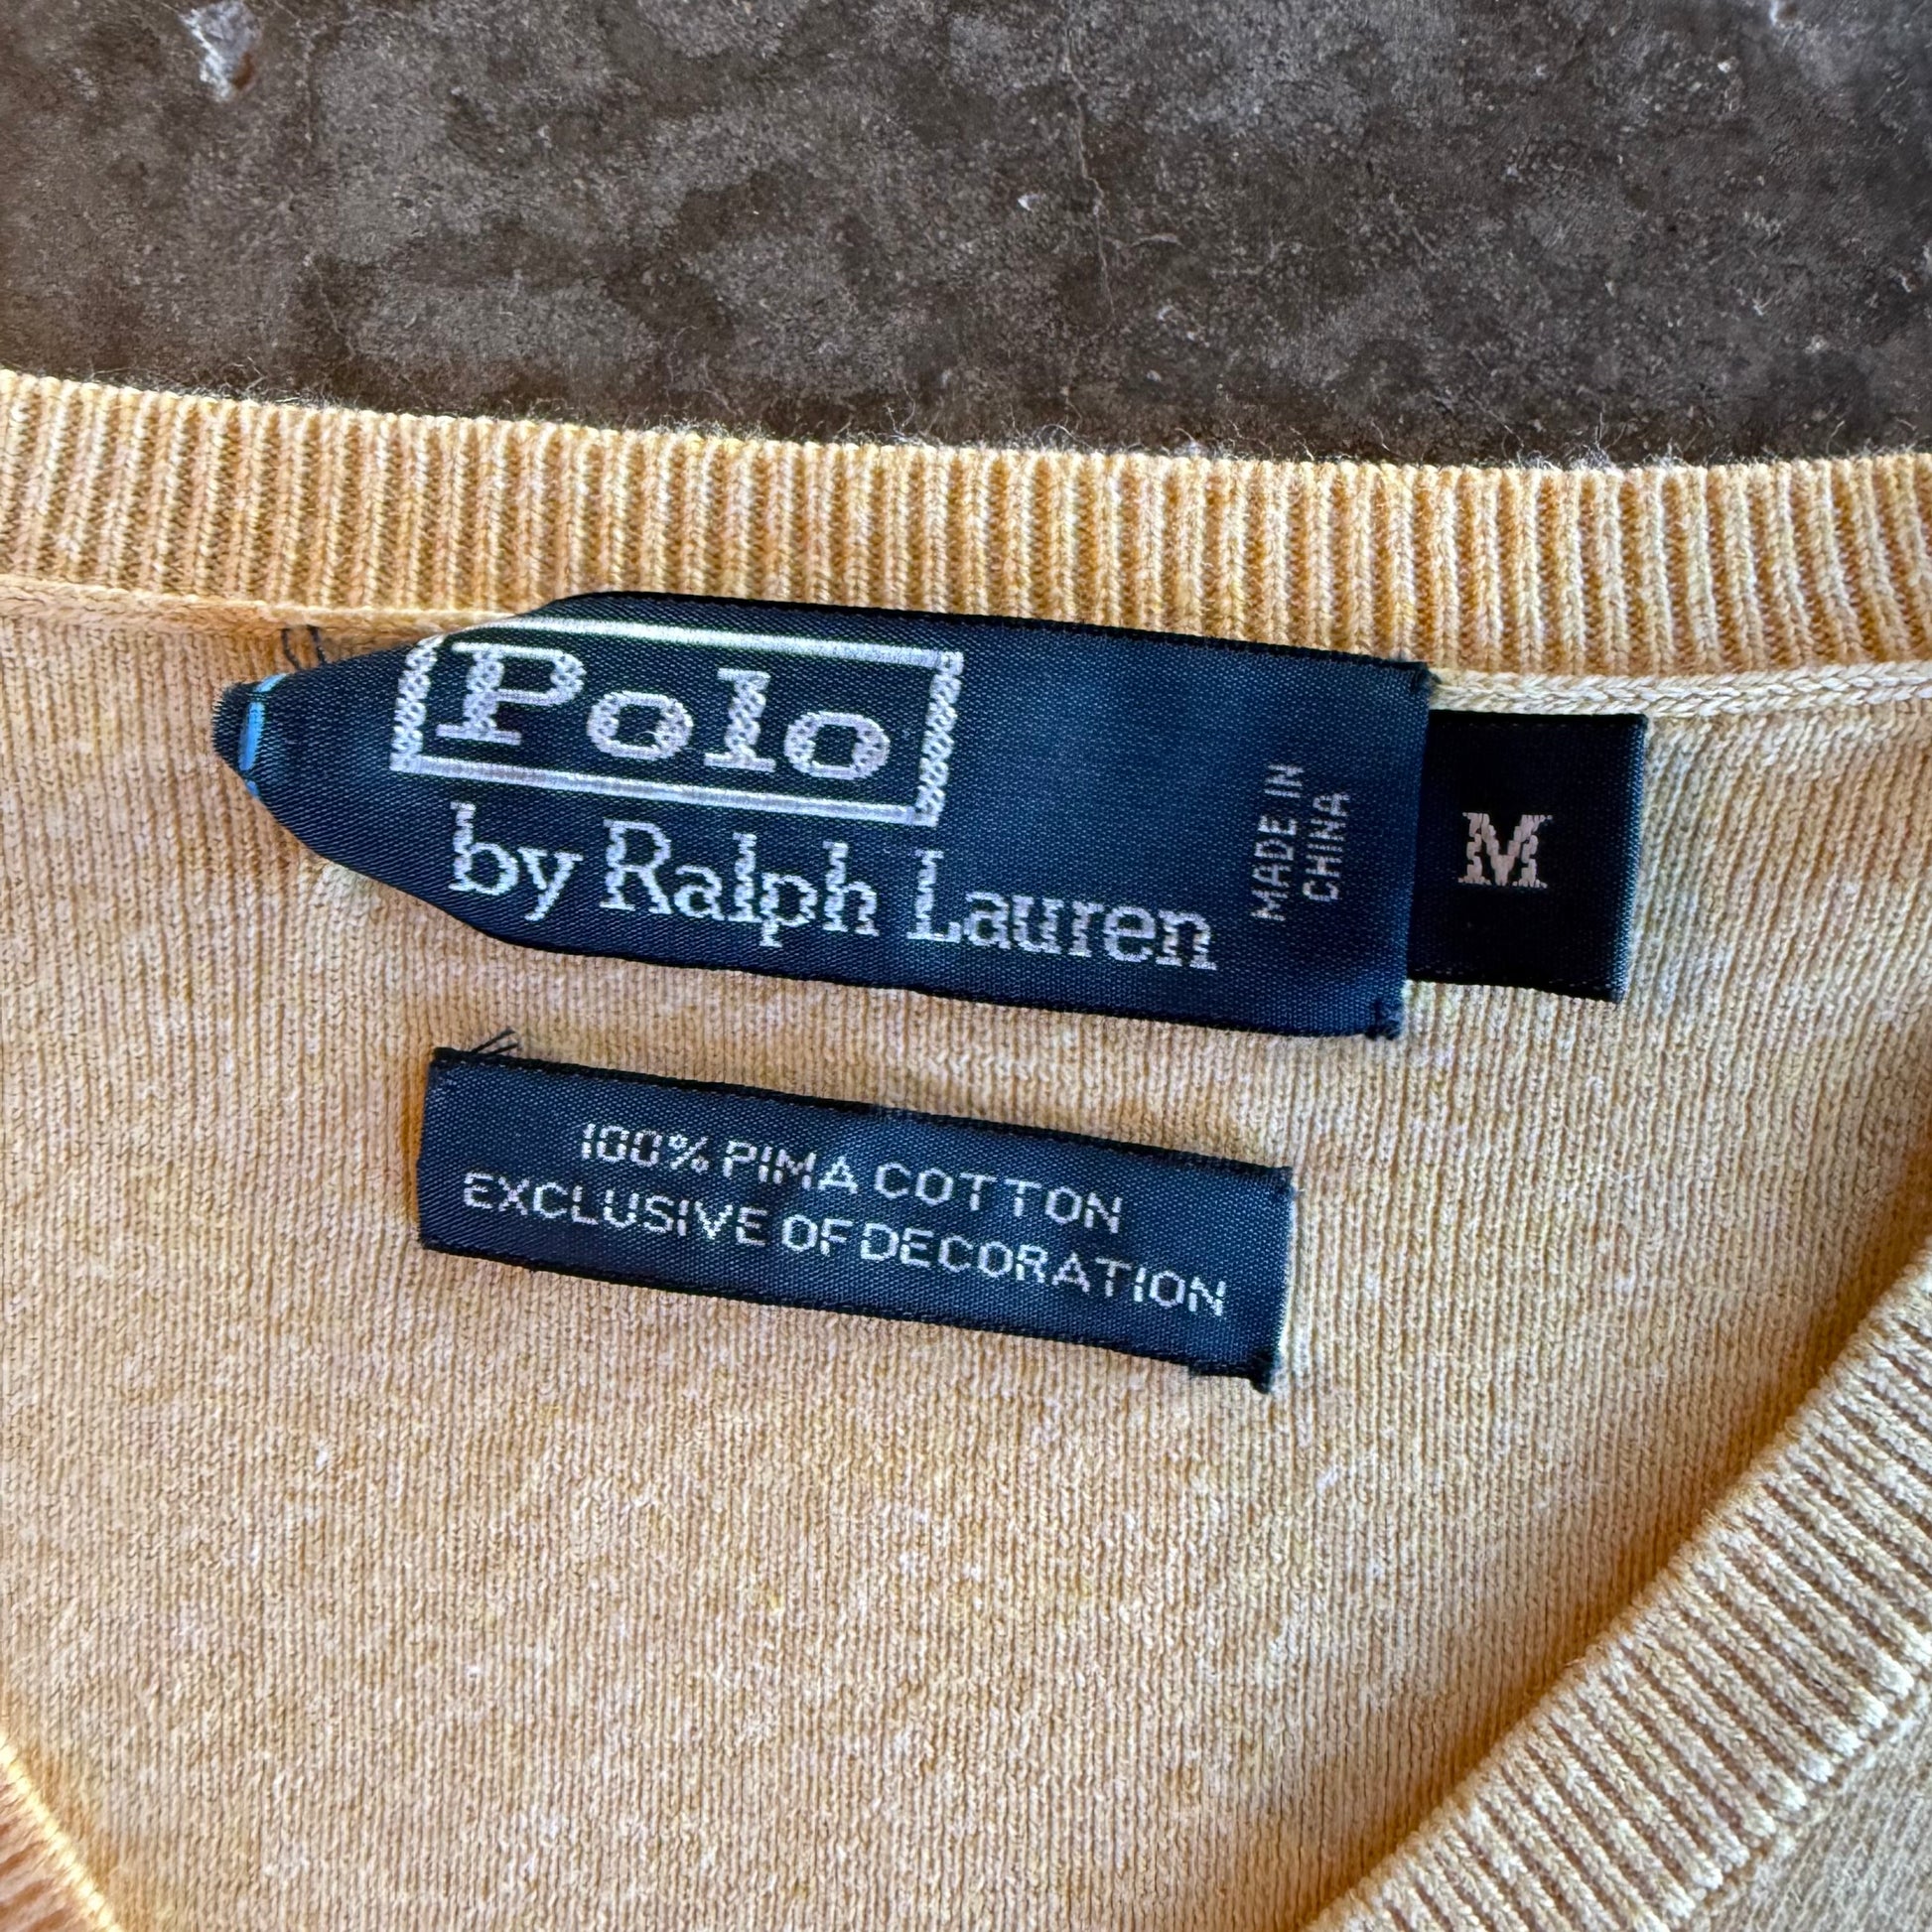 Polo
by Ralph Lauren
MADE IN
CHINA
M
100% PIMA COTTON
EXCLUSIVE OF DECORATION